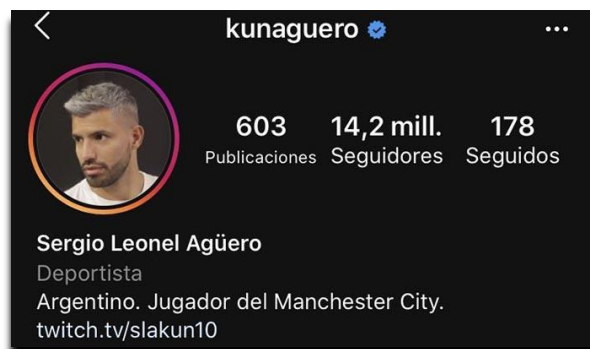 kunaguero
603 14,2 mill. 178
Publicaciones Seguidores Seguidos
Sergio Leonel Agüero
Deportista
Argentino. Jugador del Manchester City.
twitch.tv/slakun10